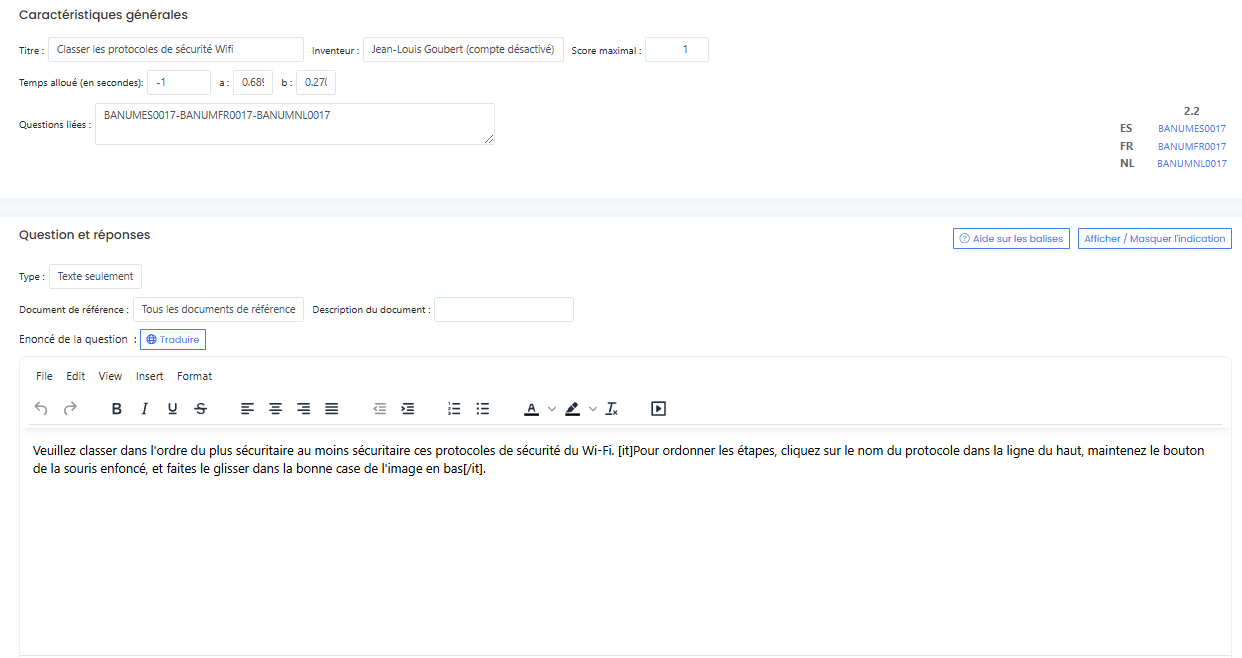 Caractéristiques générales
Titre : Classer les protocoles de sécurité Wifi Inventeur : Jean-Louis Goubert (compte désactivé) Score maximal : 1
Temps alloué (en secondes): -1 a : 0.689 b : 0.270
Questions liées : BANUMES0017-BANUMFR0017-BANUMNL0017
2.2
ES BANUMES0017
FR BANUMFR0017
NL BANUMNL0017
Question et réponses
Aide sur les balises Afficher / Masquer l'indication
Type : Texte seulement
Document de référence : Tous les documents de référence Description du document :
Enoncé de la question : Traduire
File Edit View Insert Format
Veuillez classer dans l'ordre du plus sécuritaire au moins sécuritaire ces protocoles de sécurité du Wi-Fi. [it]Pour ordonner les étapes, cliquez sur le nom du protocole dans la ligne du haut, maintenez le bouton
de la souris enfoncé, et faites le glisser dans la bonne case de l'image en bas[/it].